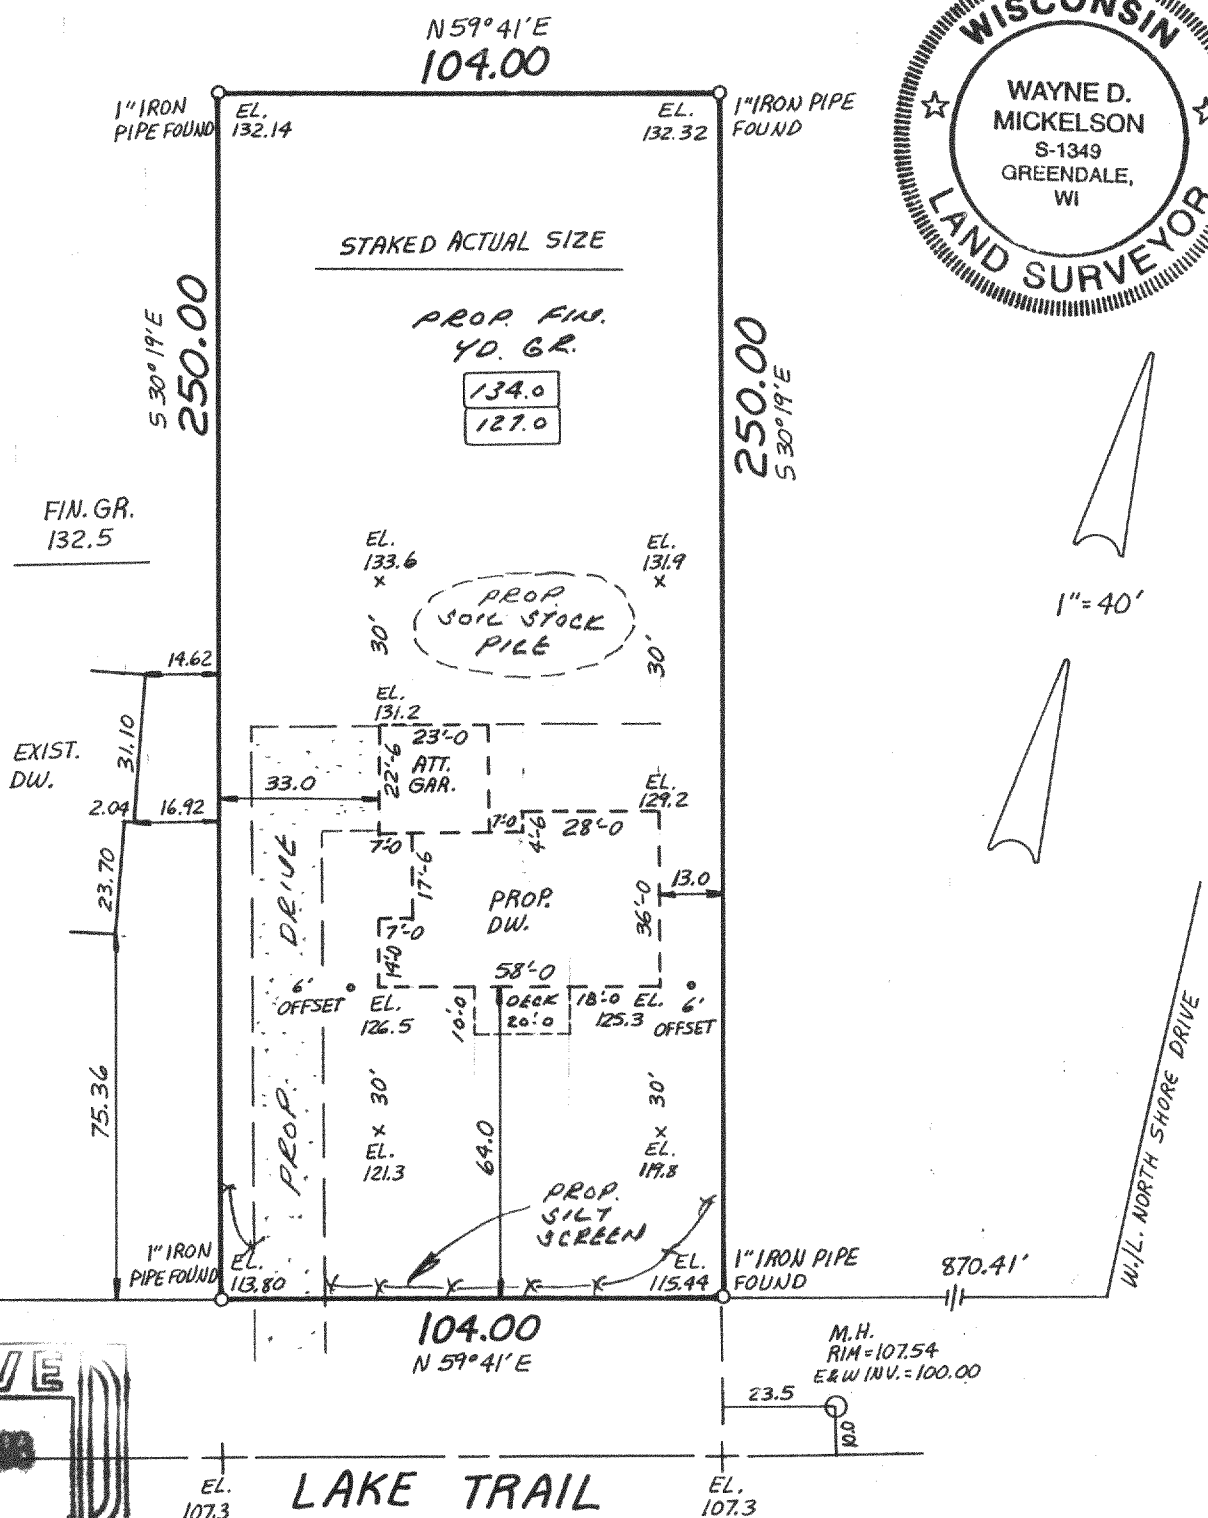 N 59°41' E
104.00
1" IRON
PIPE FOUND
EL.
132.14
EL.
132.32
1" IRON PIPE
FOUND
WISCONSIN
WAYNE D.
MICKELSON
S-1349
GREENDALE,
WI
LAND SURVEYOR
STAKED ACTUAL SIZE
PROP. FIN.
YD. GR.
134.0
127.0
S 30°19' E
250.00
250.00
S 30°19' E
FIN. GR.
132.5
1"=40'
EL.
133.6
x
30'
EL.
131.9
x
30'
PROP.
SOIL STOCK
PILE
14.62
31.10
EXIST.
DW.
2.04
16.92
23.70
75.36
33.0
EL.
131.2
23'-0
22'-6
ATT.
GAR.
EL.
129.2
7'-0
4'-6
28'-0
7'-0
17'-6
7'-0
14'-0
PROP.
DW.
36'-0
13.0
58'-0
PROP. DRIVE
6'
OFFSET
EL.
126.5
10'-0
DECK
20'-0
18'-0
EL.
125.3
6'
OFFSET
30'
x
EL.
121.3
64.0
30'
x
EL.
119.8
PROP.
SILT
SCREEN
1" IRON
PIPE FOUND
EL.
113.80
EL.
115.44
1" IRON PIPE
FOUND
870.41'
W.R/L. NORTH SHORE DRIVE
104.00
N 59°41' E
M.H.
RIM=107.54
E&W INV.=100.00
23.5
10.0
VED
LAKE TRAIL
EL.
107.3
EL.
107.3